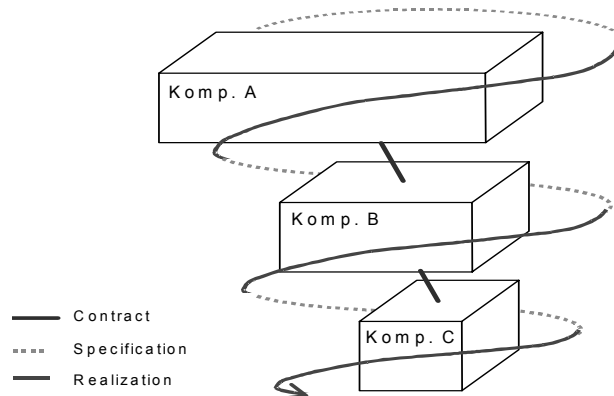 Komp. A
Komp. B
Komp. C
Contract
Specification
Realization